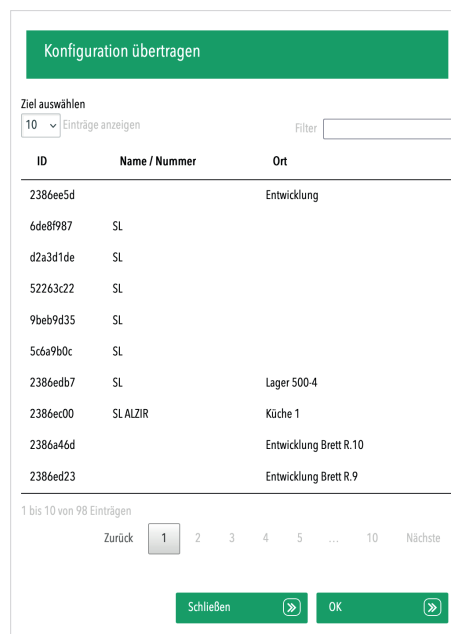 Konfiguration übertragen
Ziel auswählen
10 Einträge anzeigen Filter
ID Name / Nummer Ort
2386ee5d Entwicklung
6de8f987 SL
d2a3d1de SL
52263c22 SL
9beb9d35 SL
5c6a9b0c SL
2386edb7 SL Lager 500-4
2386ec00 SL ALZIR Küche 1
2386a46d Entwicklung Brett R.10
2386ed23 Entwicklung Brett R.9
1 bis 10 von 98 Einträgen
Zurück 1 2 3 4 5 ... 10 Nächste
Schließen OK